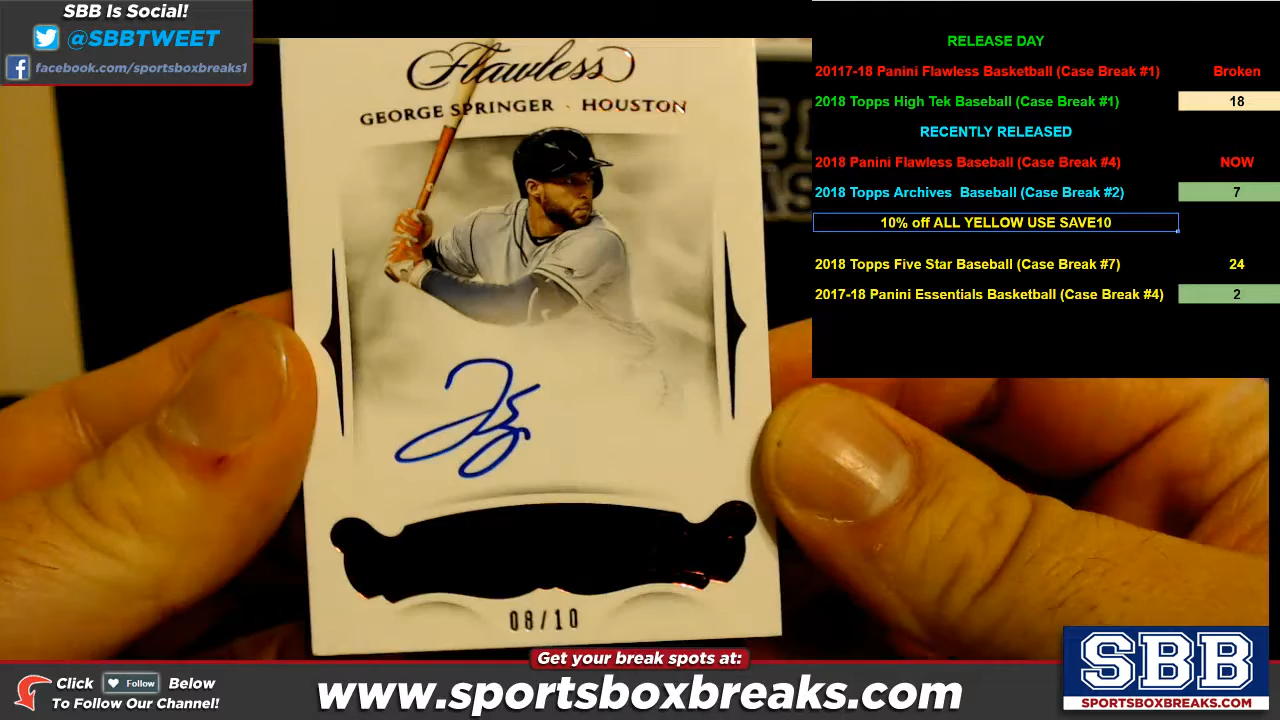 SBB Is Social!
@SBBTWEET
facebook.com/sportsboxbreaks1
Flawless
GEORGE SPRINGER · HOUSTON
08/10
RELEASE DAY
20117-18 Panini Flawless Basketball (Case Break #1) Broken
2018 Topps High Tek Baseball (Case Break #1) 18
RECENTLY RELEASED
2018 Panini Flawless Baseball (Case Break #4) NOW
2018 Topps Archives  Baseball (Case Break #2) 7
10% off ALL YELLOW USE SAVE10
2018 Topps Five Star Baseball (Case Break #7) 24
2017-18 Panini Essentials Basketball (Case Break #4) 2
Get your break spots at:
Click Follow Below
To Follow Our Channel!
www.sportsboxbreaks.com
SBB
SPORTSBOXBREAKS.COM